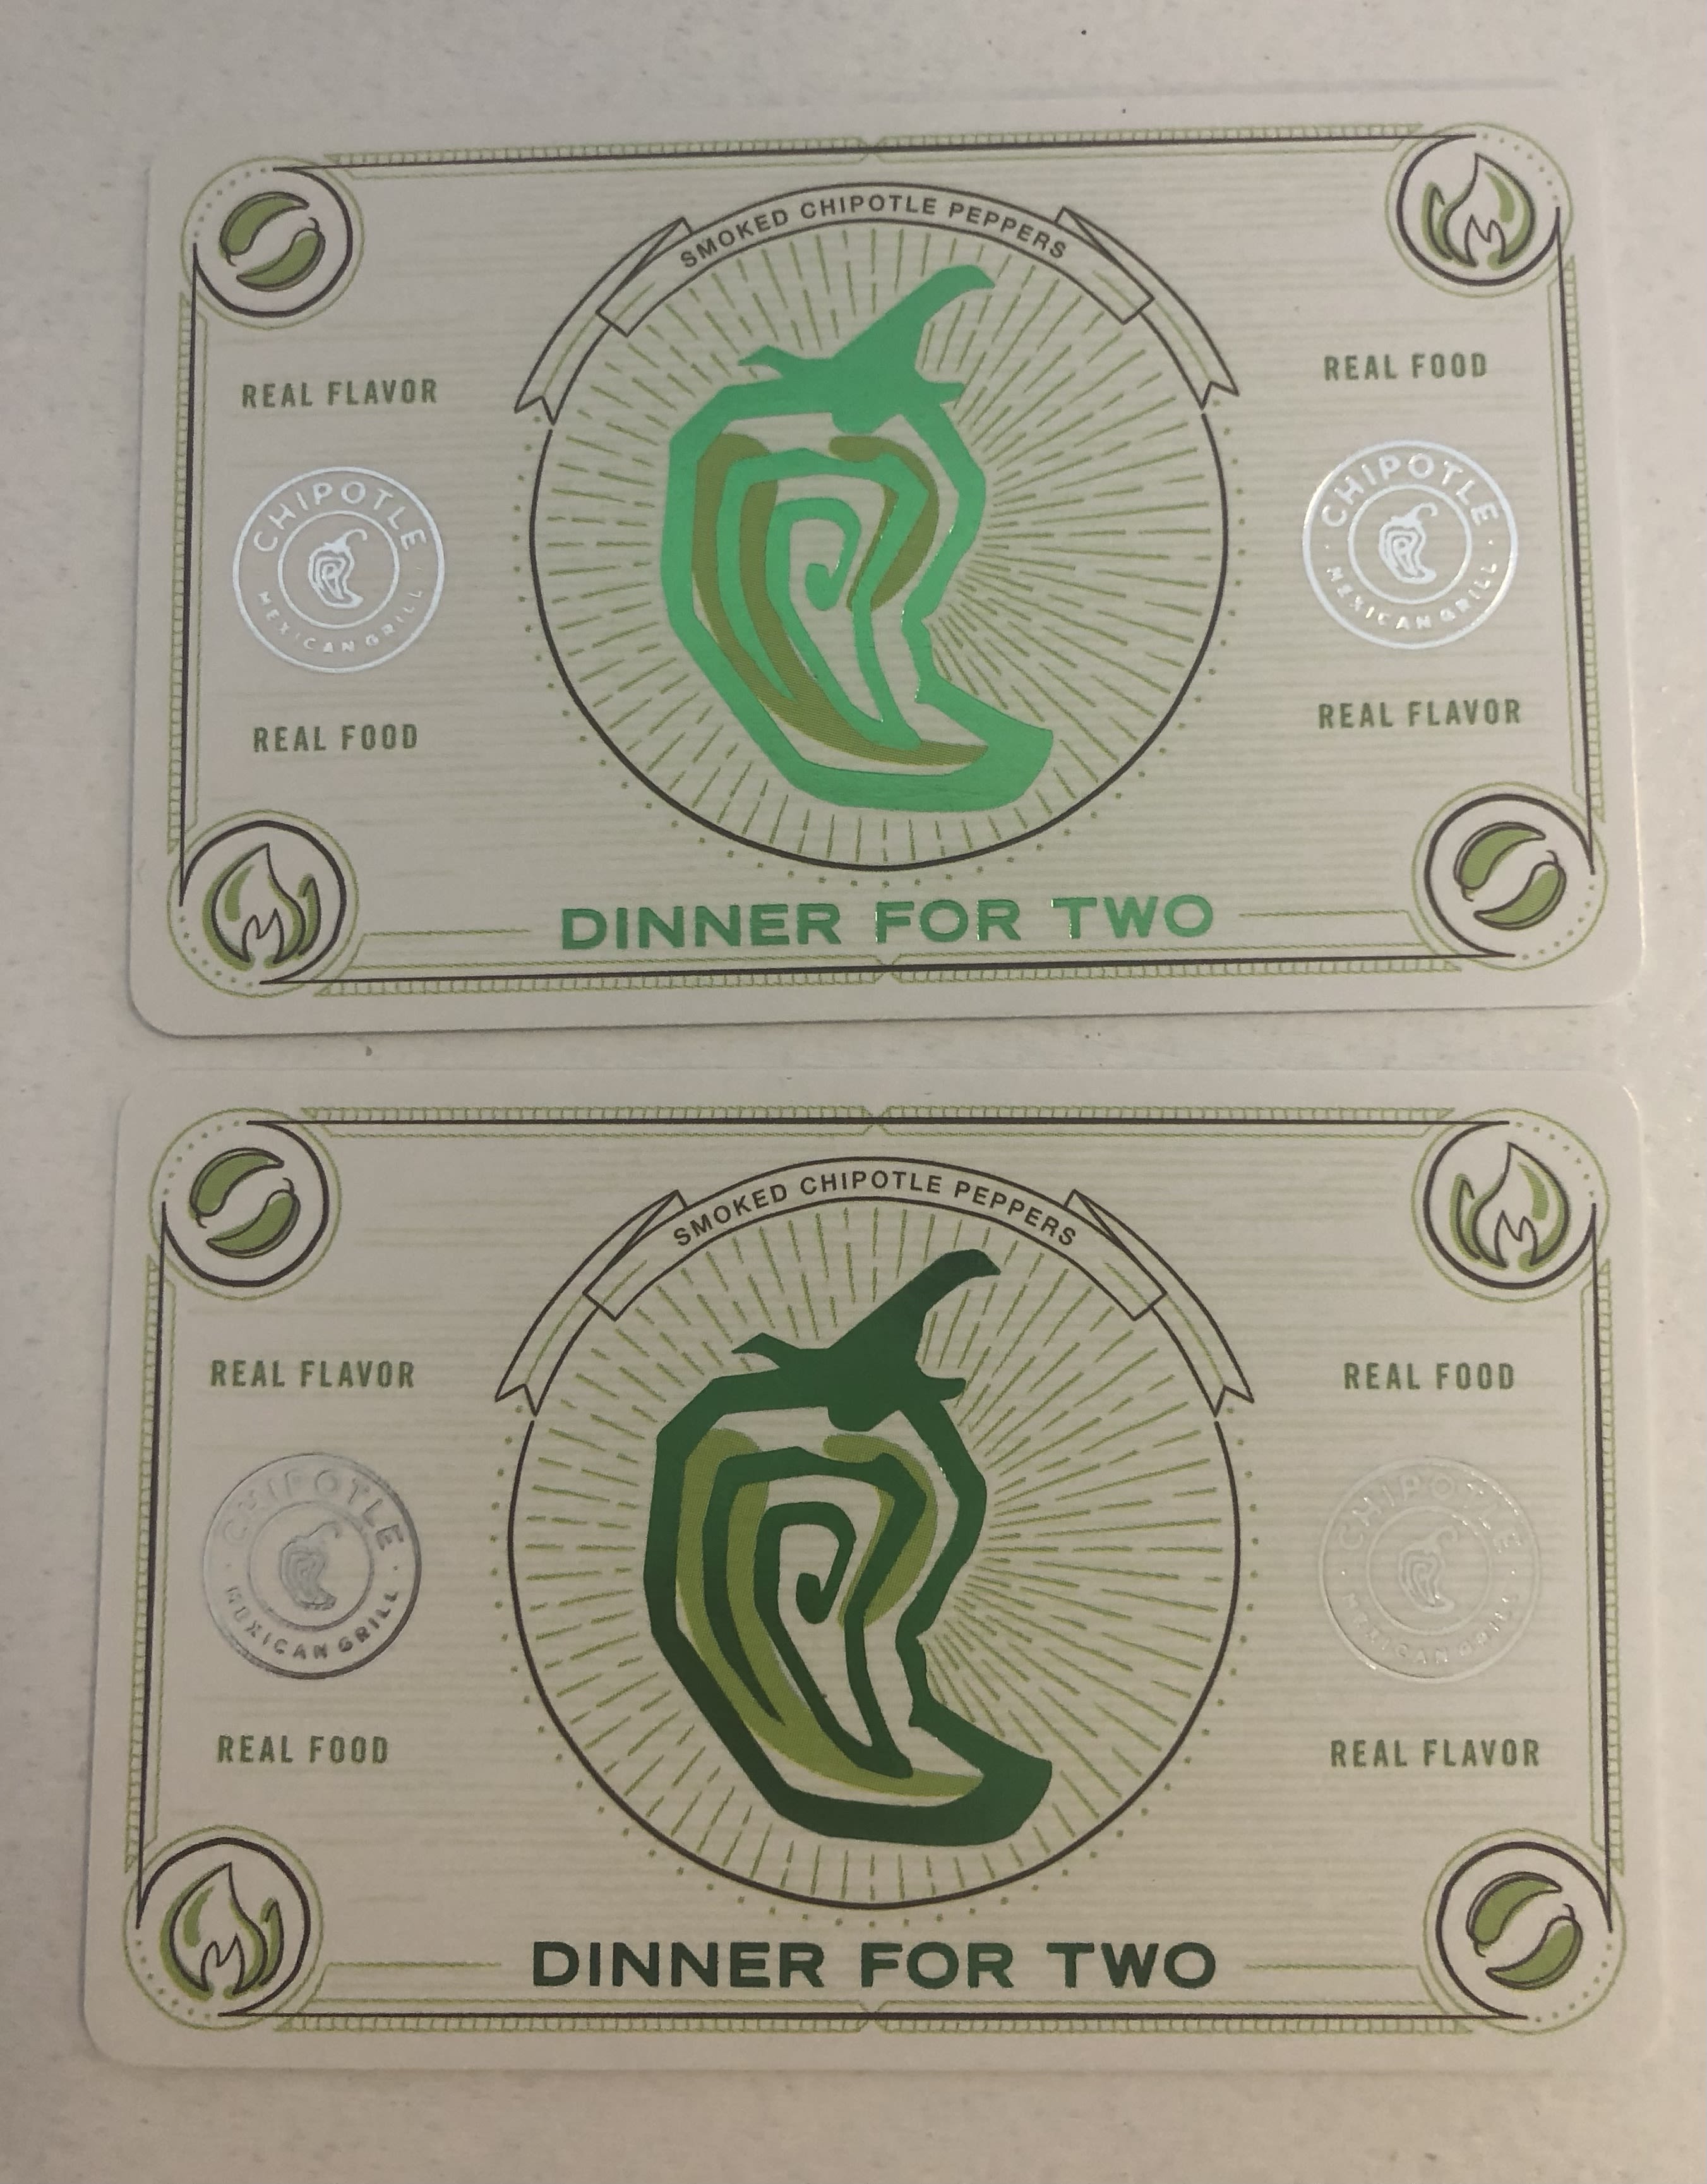 SMOKED CHIPOTLE PEPPERS
REAL FLAVOR
REAL FOOD
CHIPOTLE
MEXICAN GRILL
CHIPOTLE
MEXICAN GRILL
REAL FOOD
REAL FLAVOR
DINNER FOR TWO
SMOKED CHIPOTLE PEPPERS
REAL FLAVOR
REAL FOOD
CHIPOTLE
MEXICAN GRILL
CHIPOTLE
MEXICAN GRILL
REAL FOOD
REAL FLAVOR
DINNER FOR TWO